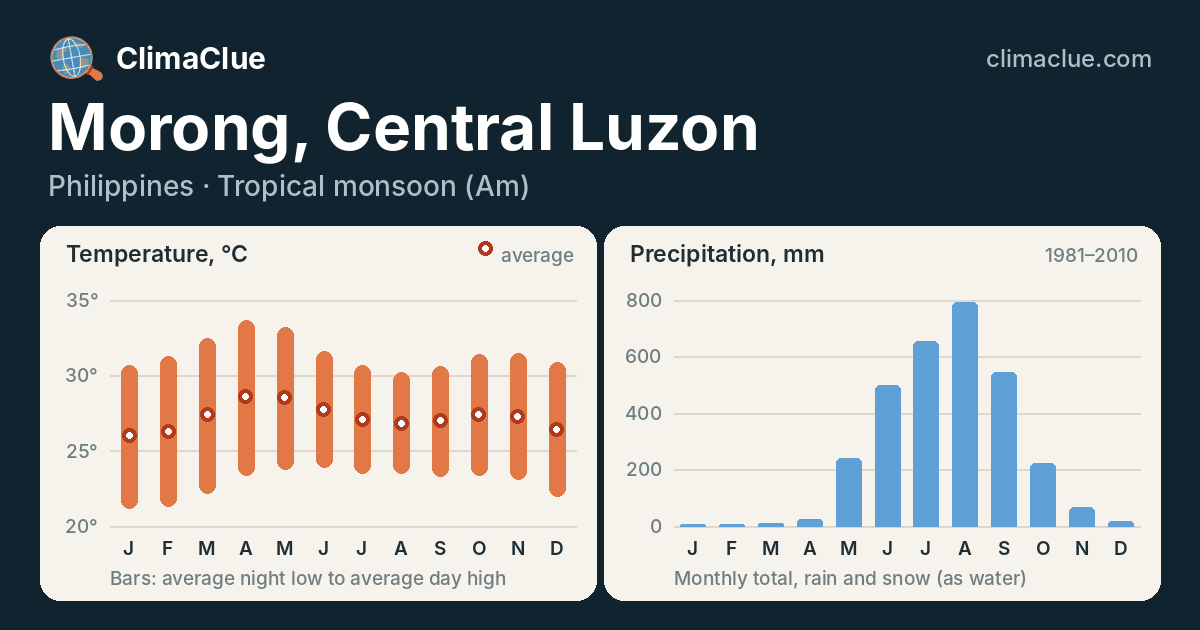 ClimaClue
climaclue.com
Morong, Central Luzon
Philippines · Tropical monsoon (Am)
Temperature, °C
average
35°
30°
25°
20°
J F M A M J J A S O N D
Bars: average night low to average day high
Precipitation, mm
1981–2010
800
600
400
200
0
J F M A M J J A S O N D
Monthly total, rain and snow (as water)